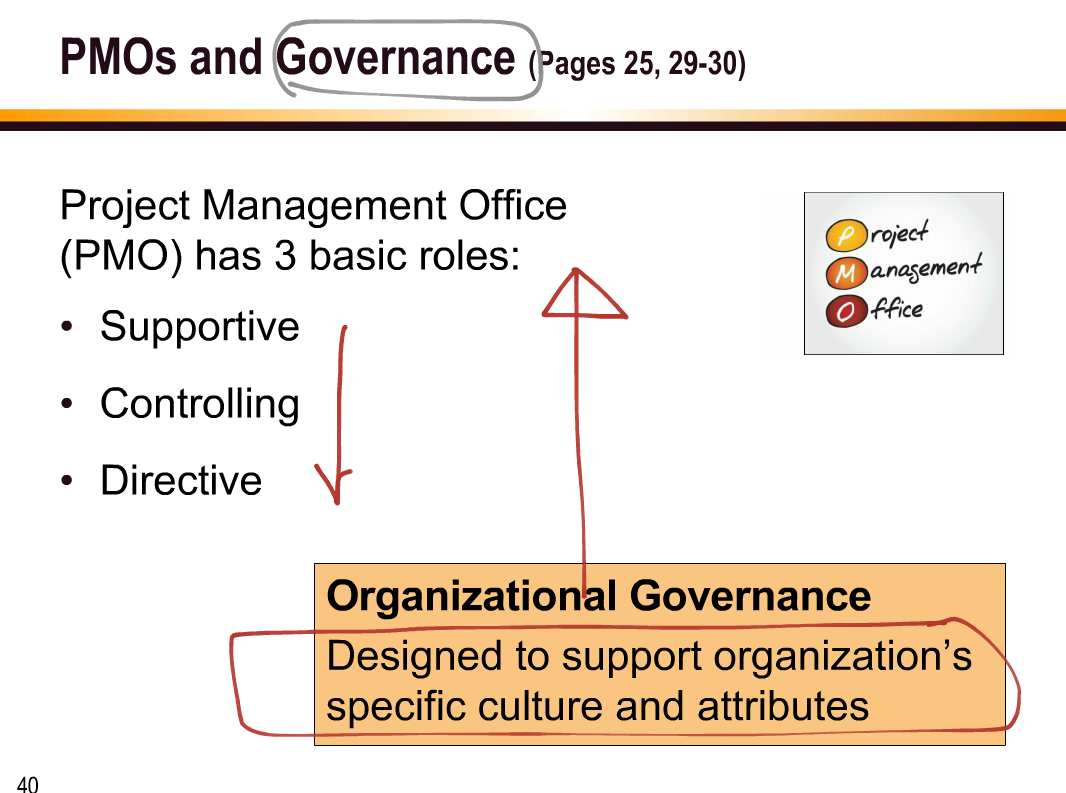 PMOs and Governance (Pages 25, 29-30)
Project Management Office
(PMO) has 3 basic roles:
• Supportive
• Controlling
• Directive
Project
Management
Office
Organizational Governance
Designed to support organization’s
specific culture and attributes
40